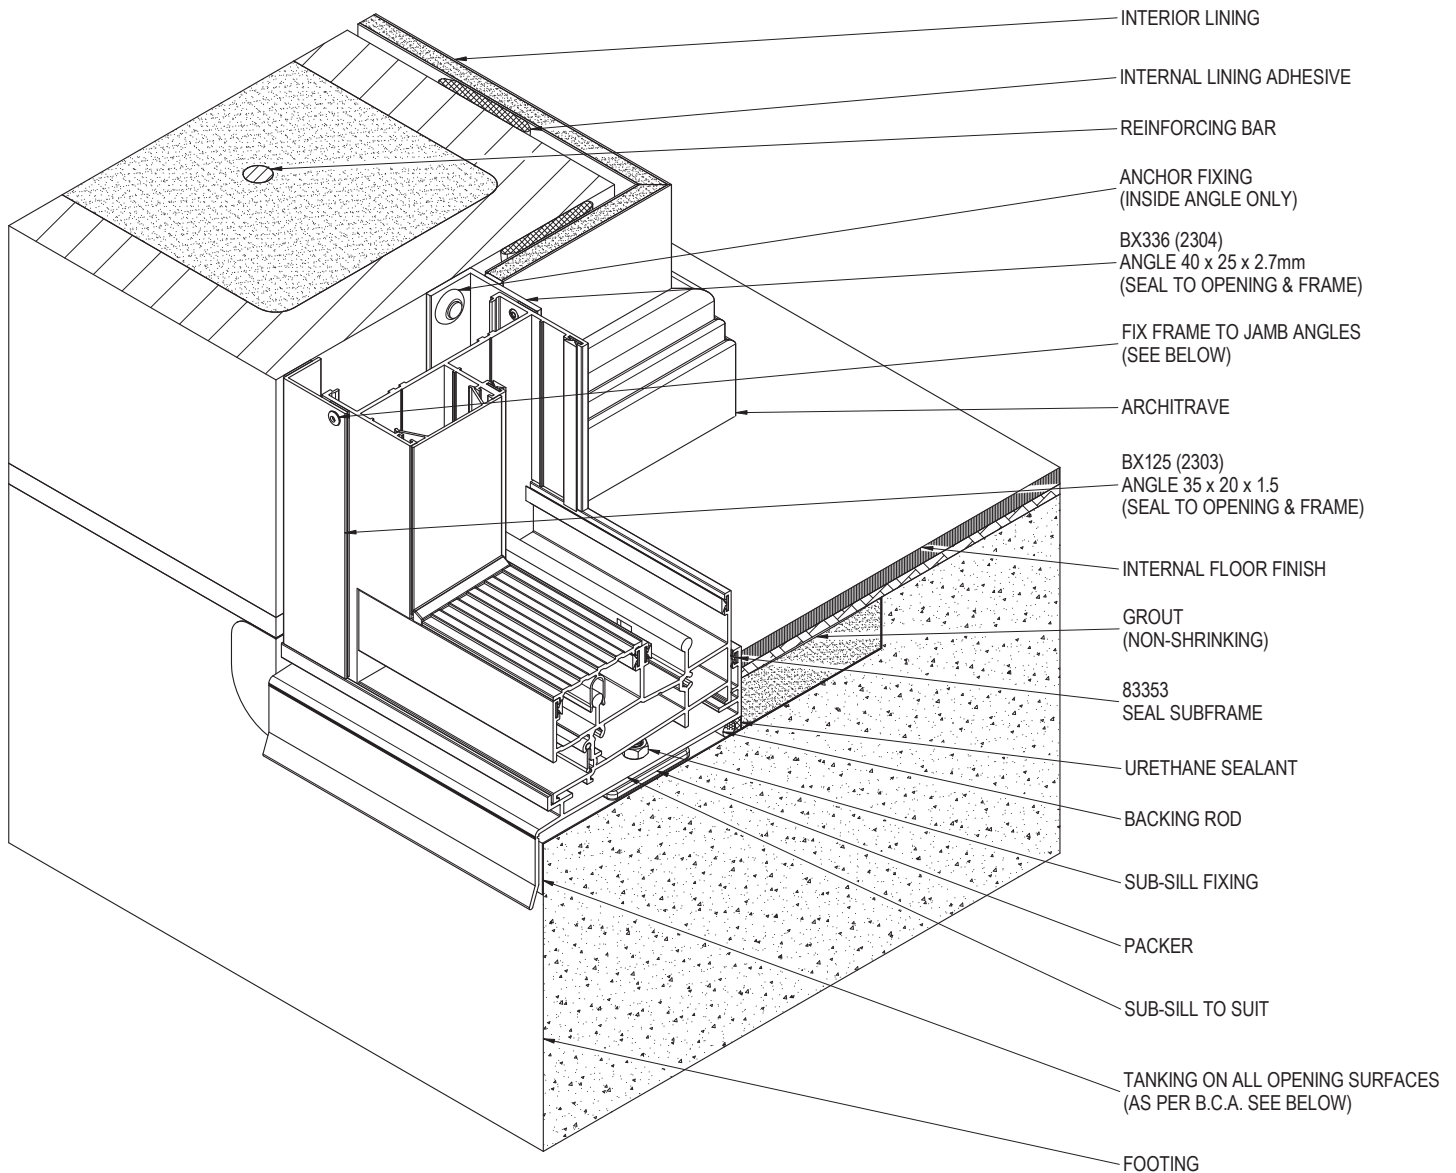 INTERIOR LINING
INTERNAL LINING ADHESIVE
REINFORCING BAR
ANCHOR FIXING
(INSIDE ANGLE ONLY)
BX336 (2304)
ANGLE 40 x 25 x 2.7mm
(SEAL TO OPENING & FRAME)
FIX FRAME TO JAMB ANGLES
(SEE BELOW)
ARCHITRAVE
BX125 (2303)
ANGLE 35 x 20 x 1.5
(SEAL TO OPENING & FRAME)
INTERNAL FLOOR FINISH
GROUT
(NON-SHRINKING)
83353
SEAL SUBFRAME
URETHANE SEALANT
BACKING ROD
SUB-SILL FIXING
PACKER
SUB-SILL TO SUIT
TANKING ON ALL OPENING SURFACES
(AS PER B.C.A. SEE BELOW)
FOOTING